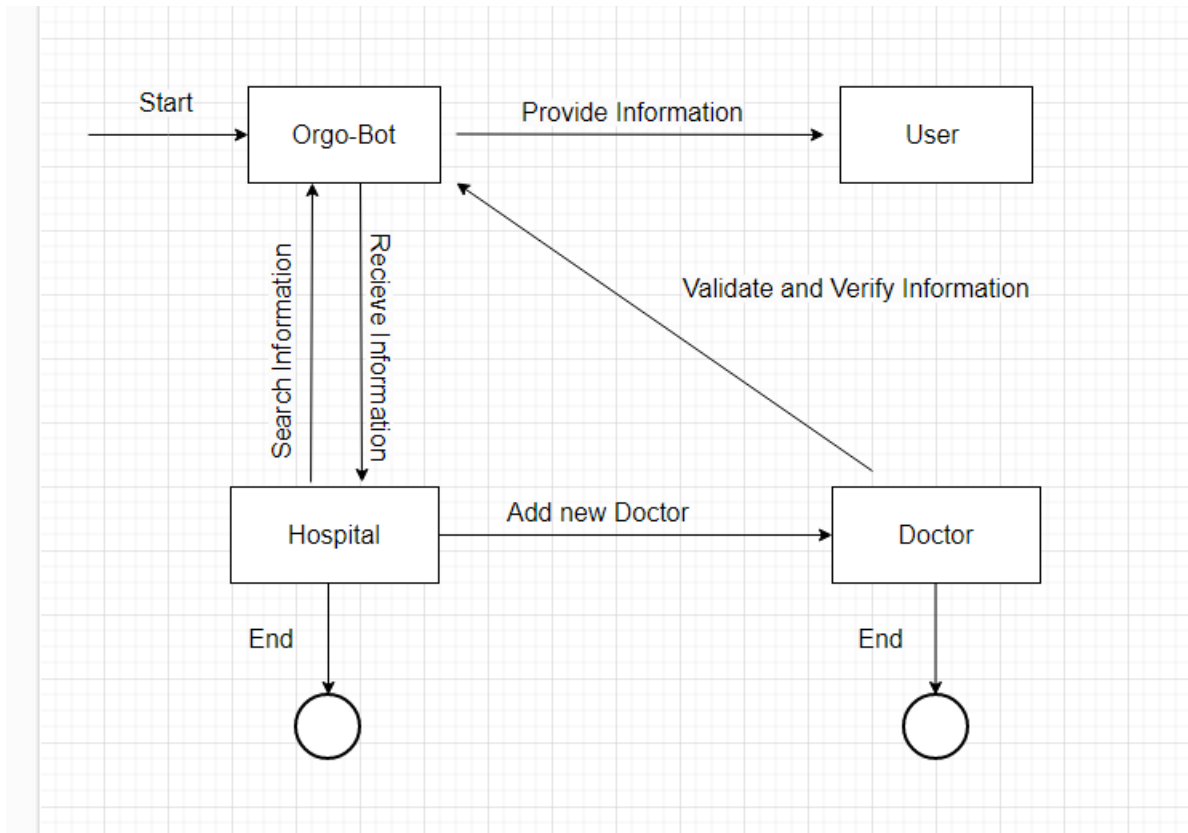 Start
Orgo-Bot
Provide Information
User
Search Information
Recieve Information
Validate and Verify Information
Hospital
Add new Doctor
Doctor
End
End